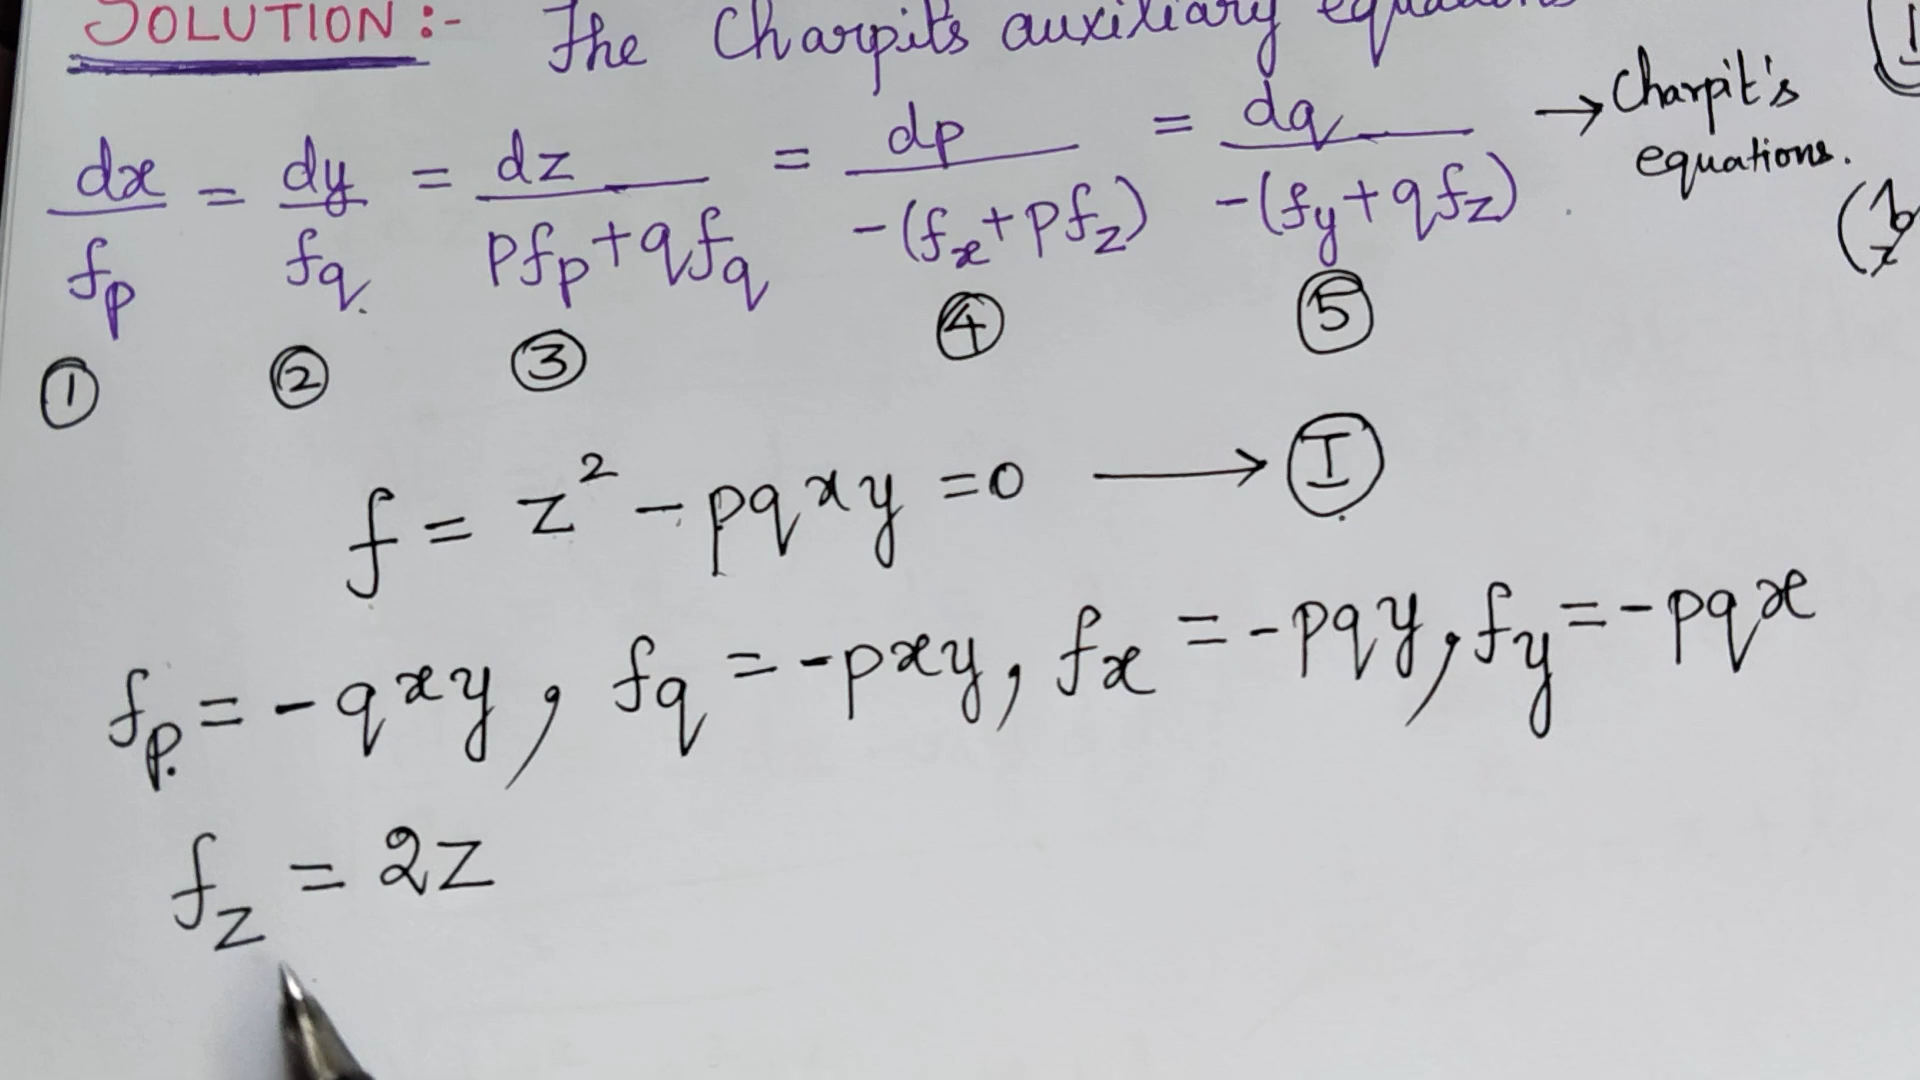 SOLUTION :- The Charpit's auxiliary equations
dx/fp = dy/fq = dz/(pfp+qfq) = dp/-(fx+pfz) = dq/-(fy+qfz) → Charpit's equations.
① ② ③ ④ ⑤
f = z² - pqxy = 0 → Ⓘ
fp = -qxy, fq = -pxy, fx = -pqy, fy = -pqx
fz = 2z